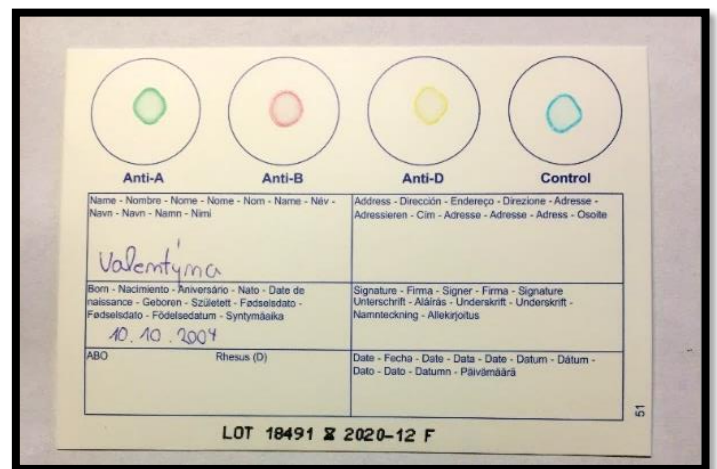 Anti-A Anti-B Anti-D Control
Name - Nombre - Nome - Nome - Nom - Name - Név -
Navn - Navn - Namn - Nimi
Valentýna
Address - Dirección - Endereço - Direzione - Adresse -
Adressieren - Cím - Adresse - Adresse - Adress - Osoite
Born - Nacimiento - Aniversário - Nato - Date de
naissance - Geboren - Született - Fødselsdato -
Fødselsdato - Födelsedatum - Syntymäaika
10.10.2004
Signature - Firma - Signer - Firma - Signature
Unterschrift - Aláírás - Underskrift - Underskrift -
Namnteckning - Allekirjoitus
ABO Rhesus (D)
Date - Fecha - Date - Data - Date - Datum - Dátum -
Dato - Dato - Datumn - Päivämäärä
51
LOT 18491 2020-12 F